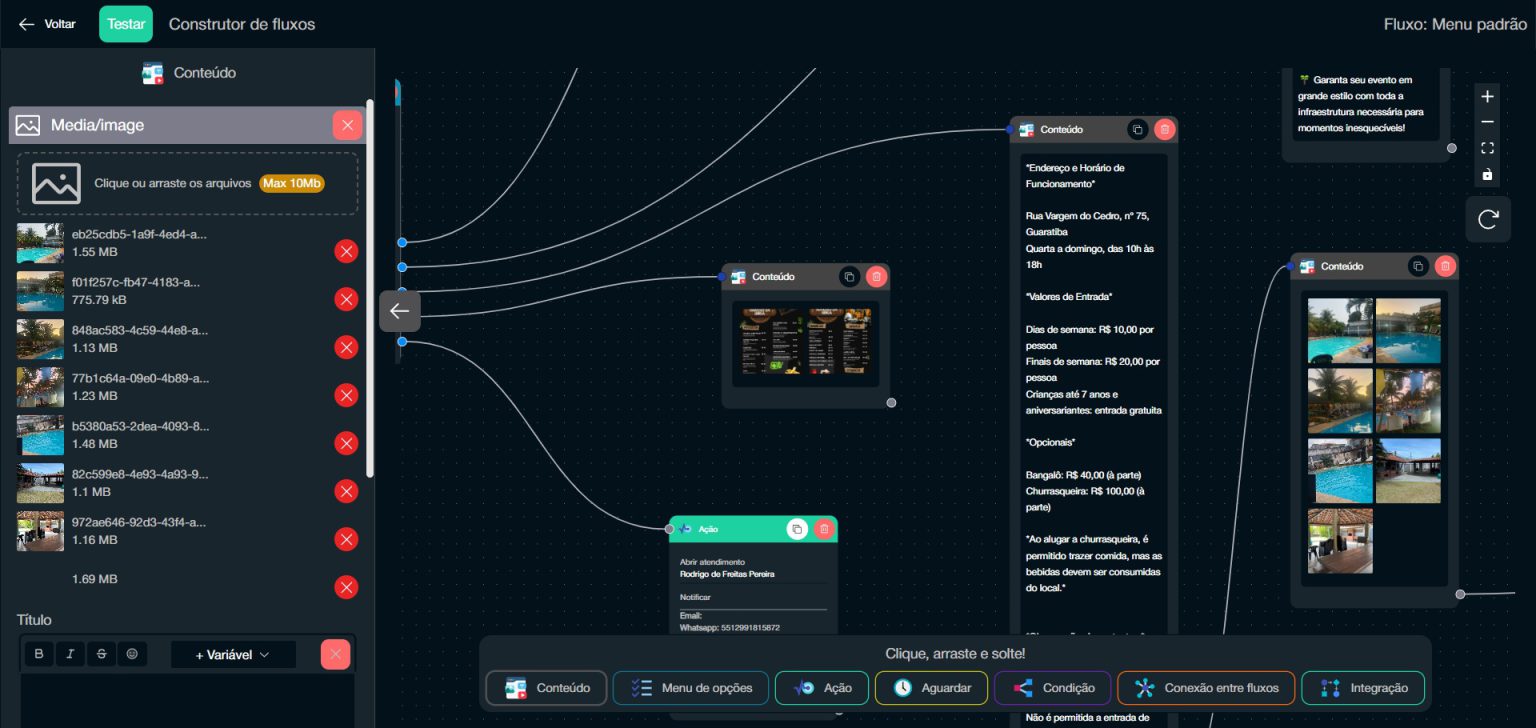 Voltar
Testar
Construtor de fluxos
Fluxo: Menu padrão
Conteúdo
Media/image
Clique ou arraste os arquivos
Max 10Mb
eb25cdb5-1a9f-4ed4-a...
1.55 MB
f01f257c-fb47-4183-a...
775.79 kB
848ac583-4c59-44e8-a...
1.13 MB
77b1c64a-09e0-4b89-a...
1.23 MB
b5380a53-2dea-4093-8...
1.48 MB
82c599e8-4e93-4a93-9...
1.1 MB
972ae646-92d3-43f4-a...
1.16 MB
1.69 MB
Título
B I S
+ Variável
Conteúdo
Ação
Abrir atendimento
Rodrigo de Freitas Pereira
Notificar
Email:
Whatsapp: 5512991815872
Conteúdo
*Endereço e Horário de
Funcionamento*
Rua Vargem do Cedro, nº 75,
Guaratiba
Quarta a domingo, das 10h às
18h
*Valores de Entrada*
Dias de semana: R$ 10,00 por
pessoa
Finais de semana: R$ 20,00 por
pessoa
Crianças até 7 anos e
aniversariantes: entrada gratuita
*Opcionais*
Bangalô: R$ 40,00 (à parte)
Churrasqueira: R$ 100,00 (à
parte)
*Ao alugar a churrasqueira, é
permitido trazer comida, mas as
bebidas devem ser consumidas
do local.*
Não é permitida a entrada de
🌴 Garanta seu evento em
grande estilo com toda a
infraestrutura necessária para
momentos inesquecíveis!
Conteúdo
Clique, arraste e solte!
Conteúdo
Menu de opções
Ação
Aguardar
Condição
Conexão entre fluxos
Integração